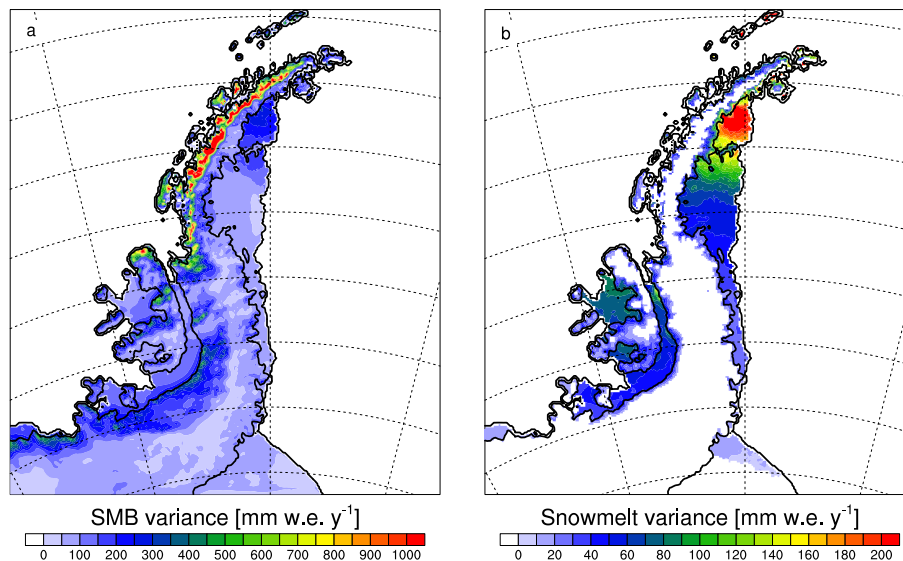 a
b
SMB variance [mm w.e. y⁻¹]
0 100 200 300 400 500 600 700 800 900 1000
Snowmelt variance [mm w.e. y⁻¹]
0 20 40 60 80 100 120 140 160 180 200